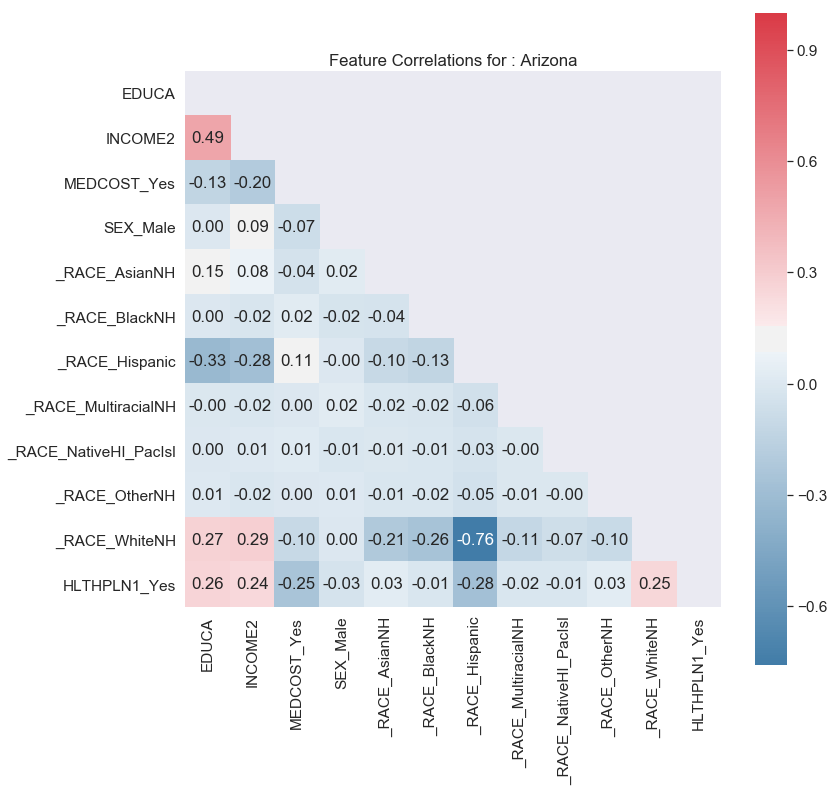 Feature Correlations for : Arizona
EDUCA
INCOME2 0.49
MEDCOST_Yes -0.13 -0.20
SEX_Male 0.00 0.09 -0.07
_RACE_AsianNH 0.15 0.08 -0.04 0.02
_RACE_BlackNH 0.00 -0.02 0.02 -0.02 -0.04
_RACE_Hispanic -0.33 -0.28 0.11 -0.00 -0.10 -0.13
_RACE_MultiracialNH -0.00 -0.02 0.00 0.02 -0.02 -0.02 -0.06
_RACE_NativeHI_PacIsl 0.00 0.01 0.01 -0.01 -0.01 -0.01 -0.03 -0.00
_RACE_OtherNH 0.01 -0.02 0.00 0.01 -0.01 -0.02 -0.05 -0.01 -0.00
_RACE_WhiteNH 0.27 0.29 -0.10 0.00 -0.21 -0.26 -0.76 -0.11 -0.07 -0.10
HLTHPLN1_Yes 0.26 0.24 -0.25 -0.03 0.03 -0.01 -0.28 -0.02 -0.01 0.03 0.25
EDUCA
INCOME2
MEDCOST_Yes
SEX_Male
_RACE_AsianNH
_RACE_BlackNH
_RACE_Hispanic
_RACE_MultiracialNH
_RACE_NativeHI_PacIsl
_RACE_OtherNH
_RACE_WhiteNH
HLTHPLN1_Yes
0.9
0.6
0.3
0.0
−0.3
−0.6